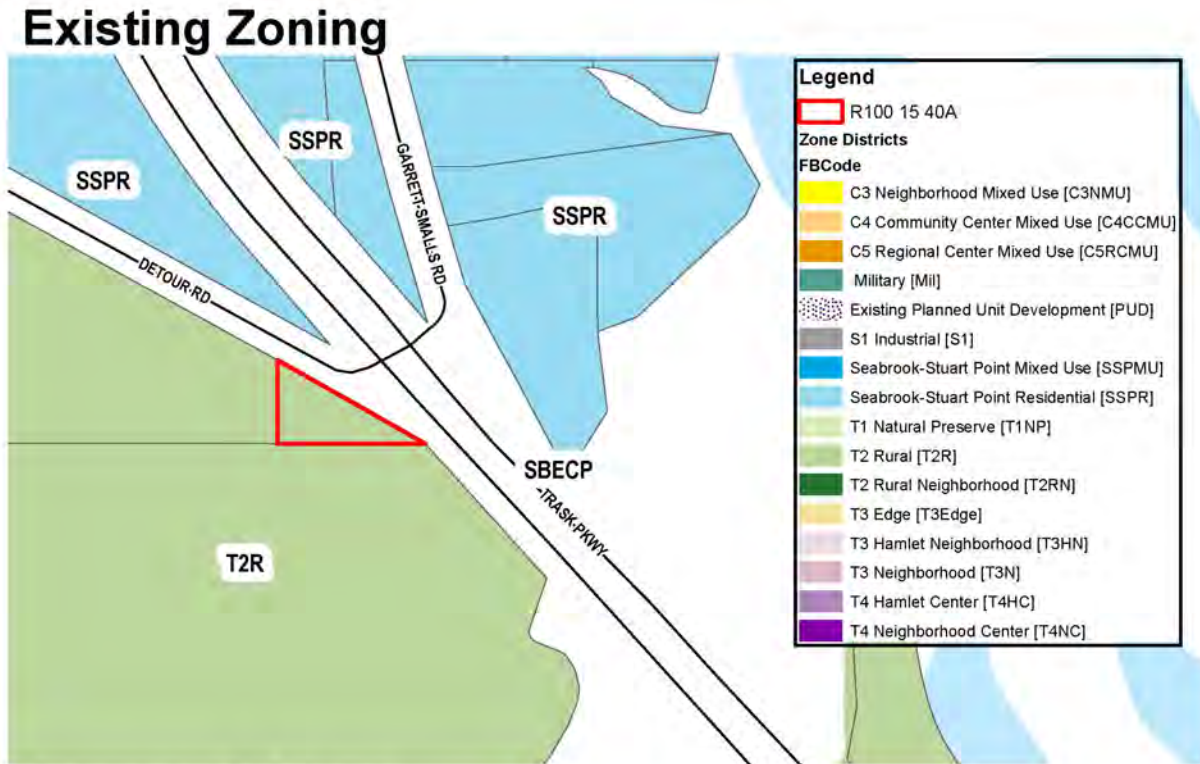 Existing Zoning
SSPR
SSPR
SSPR
GARRETT-SMALLS RD
DETOUR-RD
SBECP
TRASK-PKWY
T2R
Legend
R100 15 40A
Zone Districts
FBCode
C3 Neighborhood Mixed Use [C3NMU]
C4 Community Center Mixed Use [C4CCMU]
C5 Regional Center Mixed Use [C5RCMU]
Military [Mil]
Existing Planned Unit Development [PUD]
S1 Industrial [S1]
Seabrook-Stuart Point Mixed Use [SSPMU]
Seabrook-Stuart Point Residential [SSPR]
T1 Natural Preserve [T1NP]
T2 Rural [T2R]
T2 Rural Neighborhood [T2RN]
T3 Edge [T3Edge]
T3 Hamlet Neighborhood [T3HN]
T3 Neighborhood [T3N]
T4 Hamlet Center [T4HC]
T4 Neighborhood Center [T4NC]